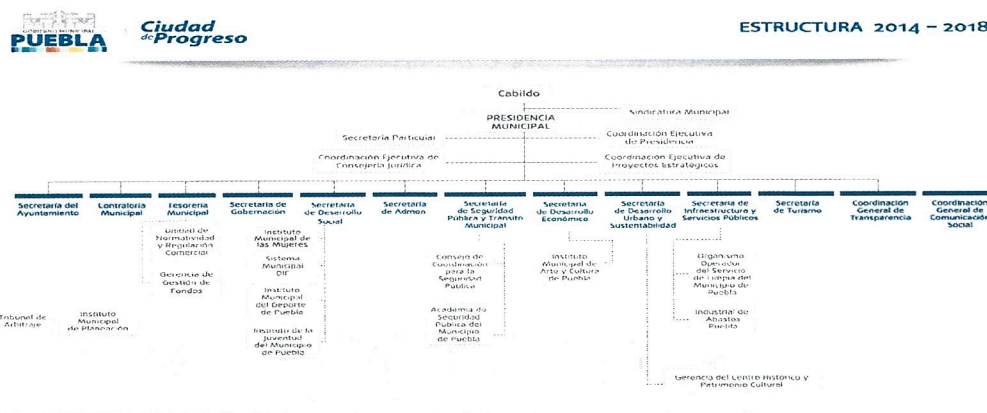 GOBIERNO MUNICIPAL
PUEBLA
Ciudad
de Progreso
ESTRUCTURA 2014 – 2018
Cabildo
Sindicatura Municipal
PRESIDENCIA
MUNICIPAL
Secretaría Particular
Coordinación Ejecutiva
de Presidencia
Coordinación Ejecutiva de
Consejería Jurídica
Coordinación Ejecutiva de
Proyectos Estratégicos
Secretaría del
Ayuntamiento
Contraloría
Municipal
Tesorería
Municipal
Secretaría de
Gobernación
Secretaría
de Desarrollo
Social
Secretaría
de Admon
Secretaría
de Seguridad
Pública y Tránsito
Municipal
Secretaría
de Desarrollo
Económico
Secretaría
de Desarrollo
Urbano y
Sustentabilidad
Secretaría de
Infraestructura y
Servicios Públicos
Secretaría
de Turismo
Coordinación
General de
Transparencia
Coordinación
General de
Comunicación
Social
Unidad de
Normatividad
y Regulación
Comercial
Gerencia de
Gestión de
Fondos
Instituto
Municipal de
las Mujeres
Sistema
Municipal
DIF
Instituto
Municipal
del Deporte
de Puebla
Instituto de la
Juventud
del Municipio
de Puebla
Consejo de
Coordinación
para la
Seguridad
Pública
Academia de
Seguridad
Pública del
Municipio
de Puebla
Instituto
Municipal de
Arte y Cultura
de Puebla
Organismo
Operador
del Servicio
de Limpia del
Municipio de
Puebla
Industrial de
Abastos
Puebla
Tribunal de
Arbitraje
Instituto
Municipal
de Planeación
Gerencia del Centro Histórico y
Patrimonio Cultural